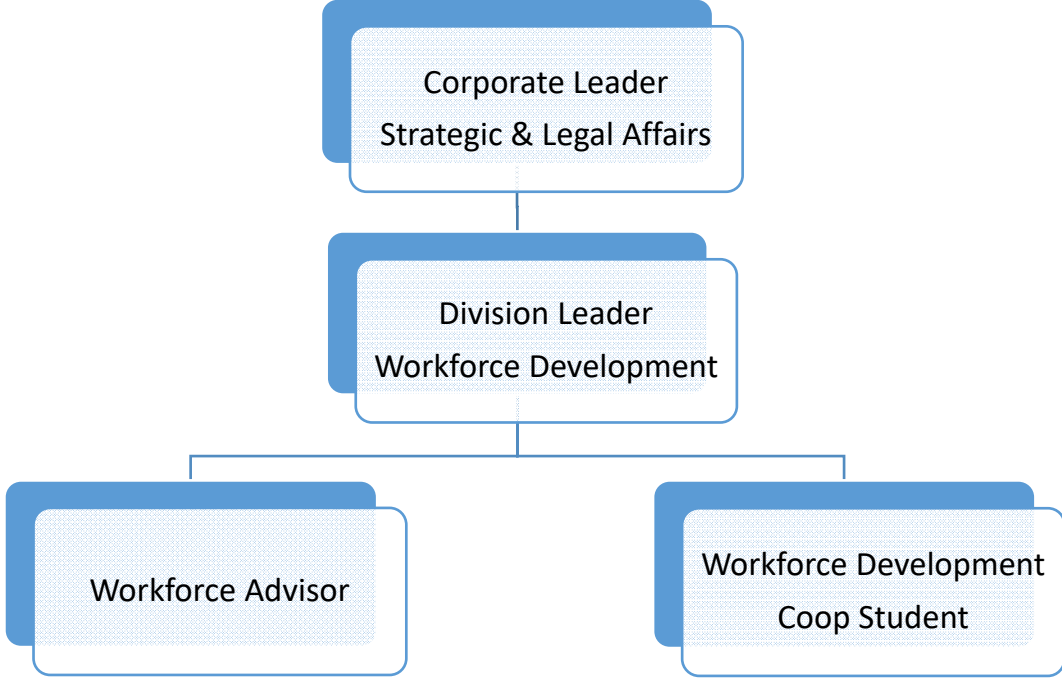 Corporate Leader
Strategic & Legal Affairs
Division Leader
Workforce Development
Workforce Advisor
Workforce Development
Coop Student